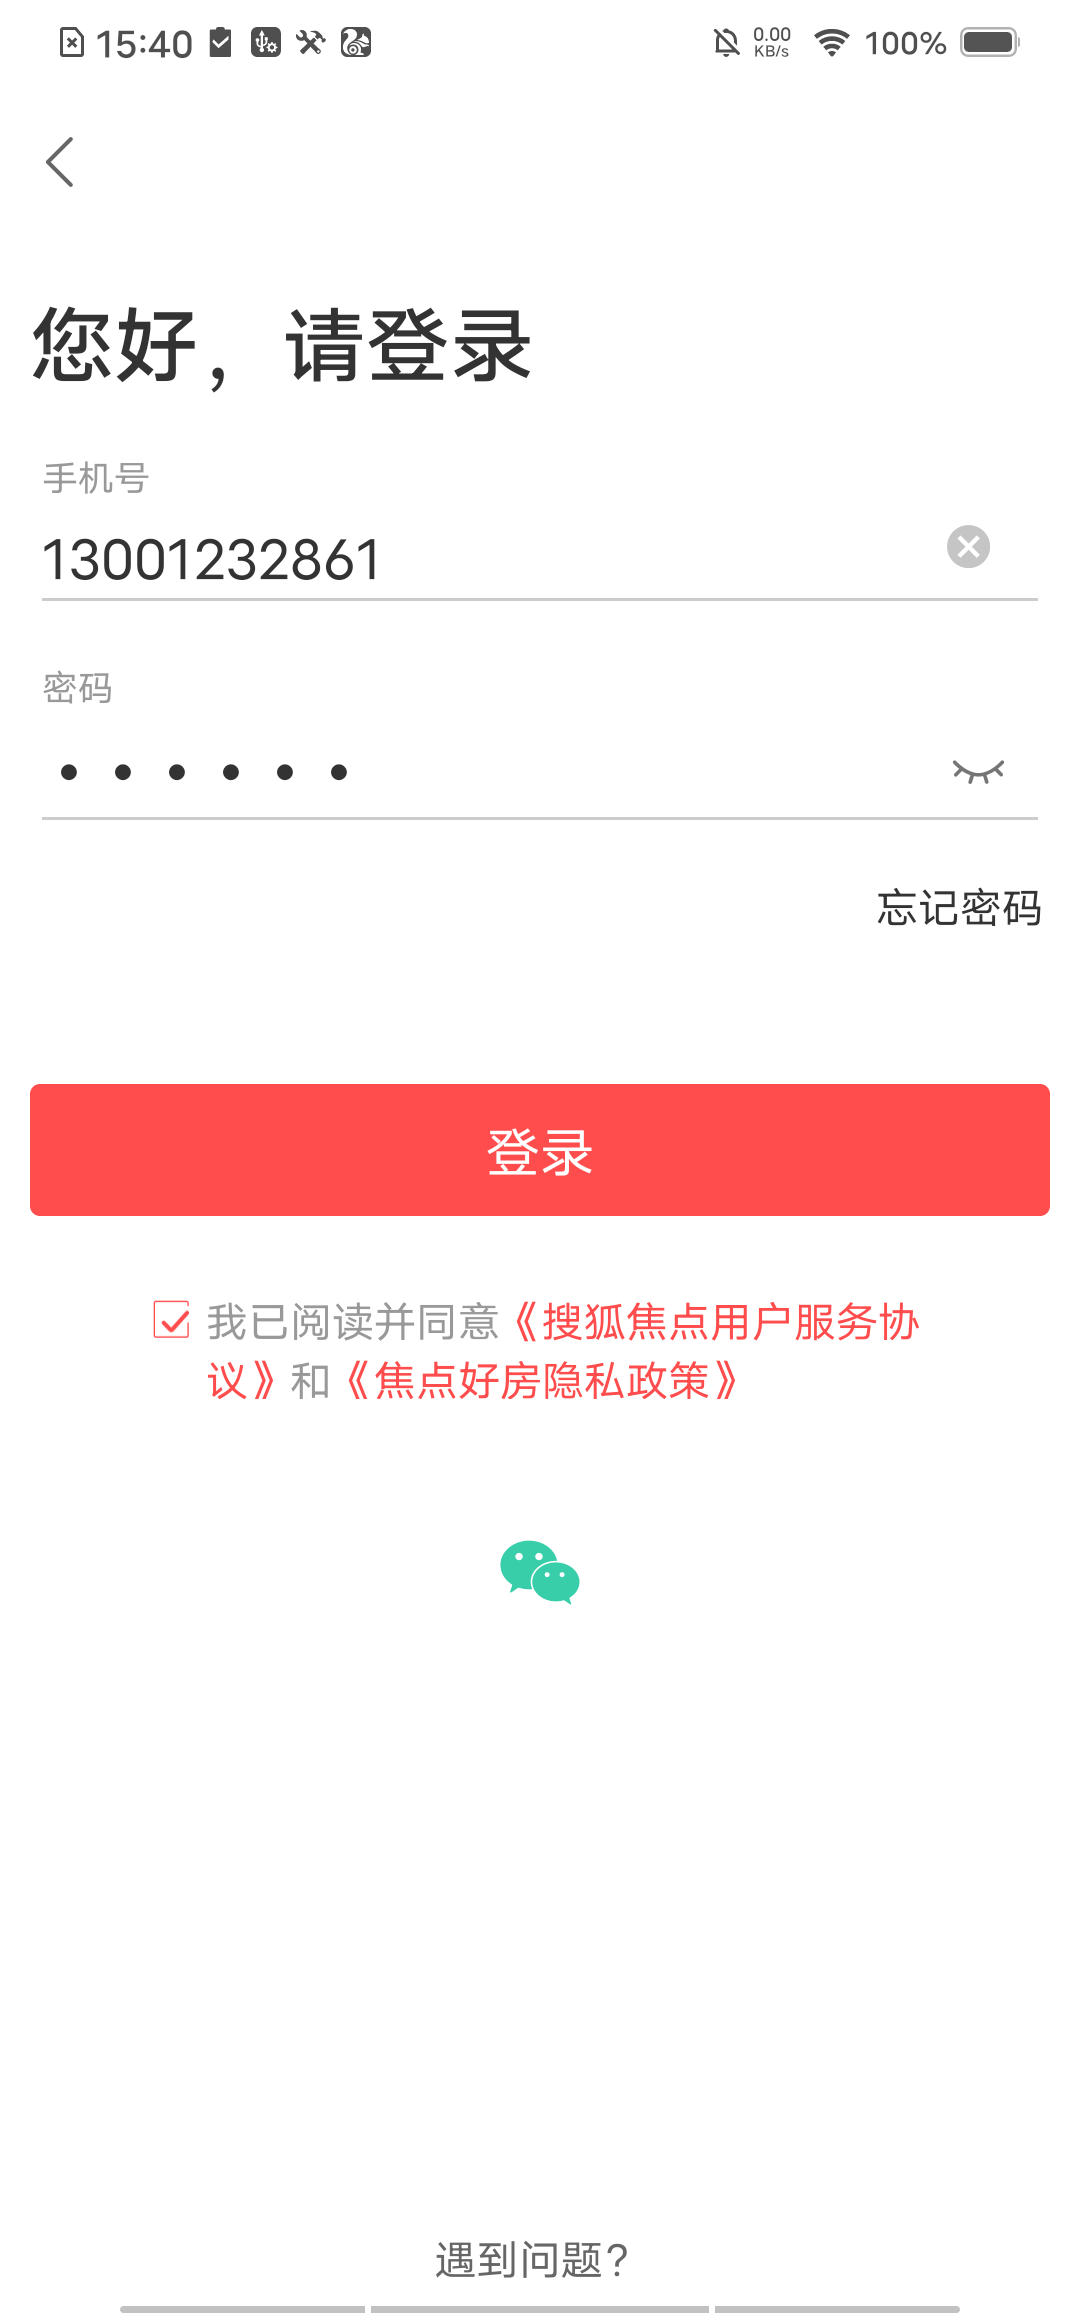 15:40
0.00
KB/s
100%
您好，请登录
手机号
13001232861
密码
••••••
忘记密码
登录
我已阅读并同意《搜狐焦点用户服务协
议》和《焦点好房隐私政策》
遇到问题?